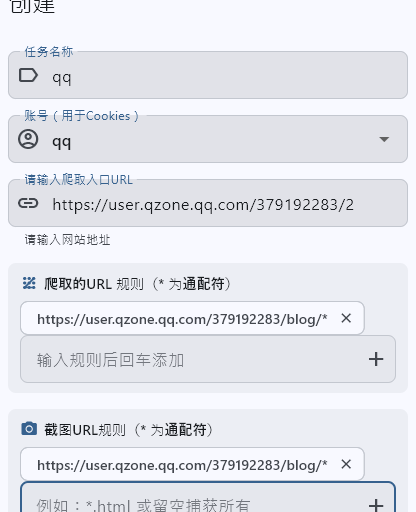 创建
任务名称
qq
账号（用于Cookies）
qq
请输入爬取入口URL
https://user.qzone.qq.com/379192283/2
请输入网站地址
爬取的URL 规则（* 为通配符）
https://user.qzone.qq.com/379192283/blog/*
输入规则后回车添加
截图URL规则（* 为通配符）
https://user.qzone.qq.com/379192283/blog/*
例如：*.html 或留空捕获所有